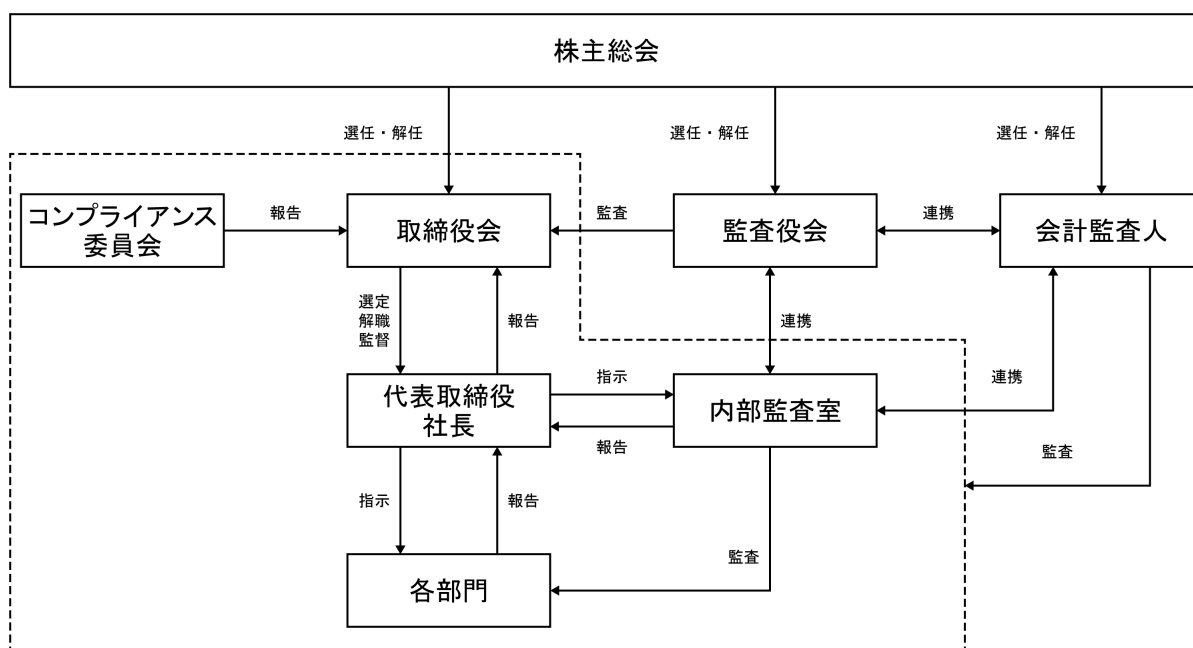 株主総会
選任・解任
選任・解任
選任・解任
コンプライアンス
委員会
報告
取締役会
監査
監査役会
連携
会計監査人
選定
解職
監督
報告
連携
代表取締役
社長
指示
報告
内部監査室
連携
監査
指示
報告
監査
各部門